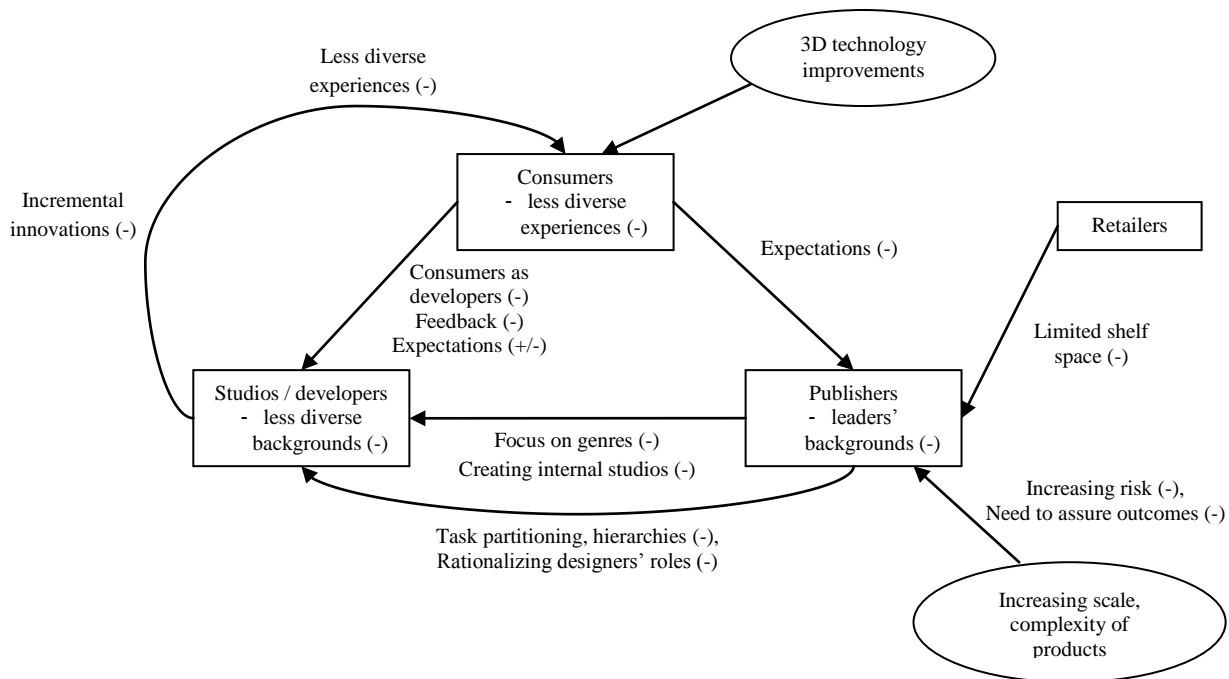 3D technology
improvements
Less diverse
experiences (-)
Consumers
- less diverse
experiences (-)
Incremental
innovations (-)
Retailers
Expectations (-)
Consumers as
developers (-)
Feedback (-)
Expectations (+/-)
Limited shelf
space (-)
Studios / developers
- less diverse
backgrounds (-)
Publishers
- leaders’
backgrounds (-)
Focus on genres (-)
Creating internal studios (-)
Increasing risk (-),
Need to assure outcomes (-)
Task partitioning, hierarchies (-),
Rationalizing designers’ roles (-)
Increasing scale,
complexity of
products